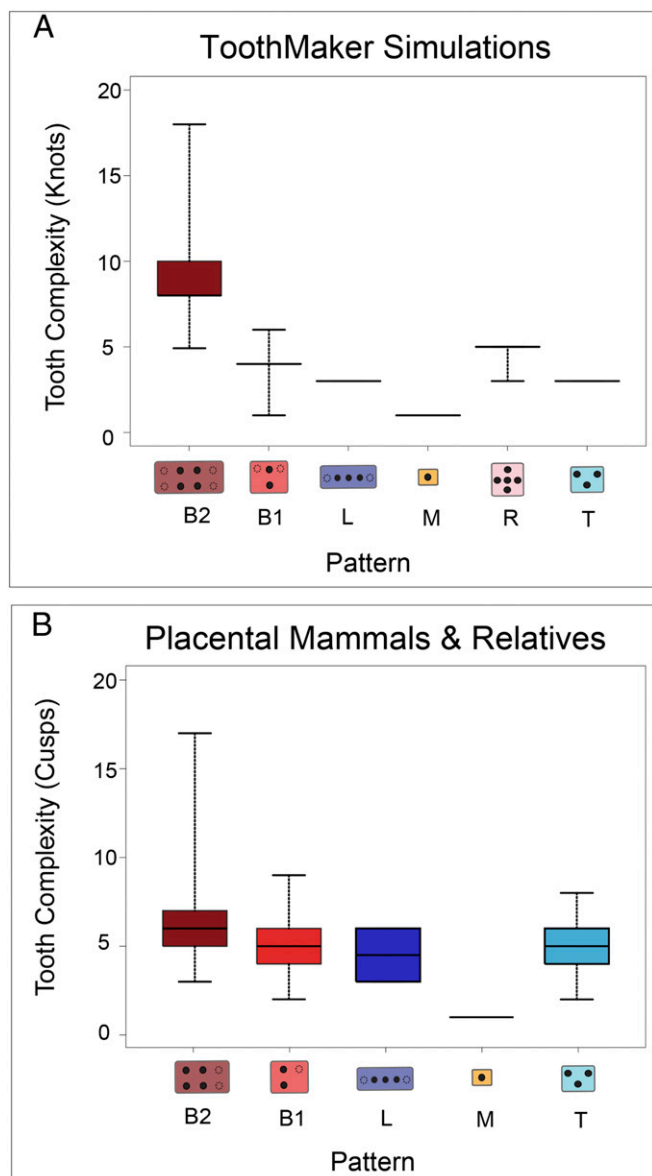 A
ToothMaker Simulations
Tooth Complexity (Knots)
20
15
10
5
0
B2 B1 L M R T
Pattern
B
Placental Mammals & Relatives
Tooth Complexity (Cusps)
20
15
10
5
0
B2 B1 L M T
Pattern